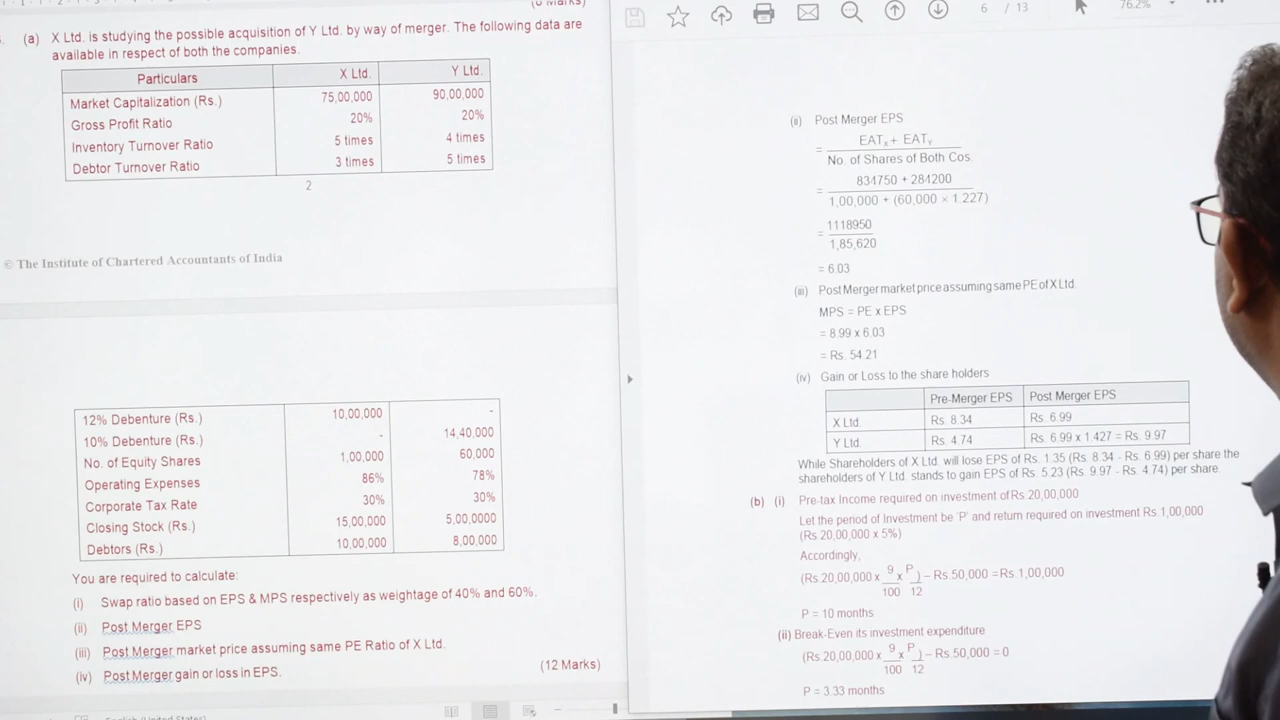 (a) X Ltd. is studying the possible acquisition of Y Ltd. by way of merger. The following data are
available in respect of both the companies.
Particulars X Ltd. Y Ltd.
Market Capitalization (Rs.) 75,00,000 90,00,000
Gross Profit Ratio 20% 20%
Inventory Turnover Ratio 5 times 4 times
Debtor Turnover Ratio 3 times 5 times
2
© The Institute of Chartered Accountants of India
12% Debenture (Rs.) 10,00,000 -
10% Debenture (Rs.) - 14,40,000
No. of Equity Shares 1,00,000 60,000
Operating Expenses 86% 78%
Corporate Tax Rate 30% 30%
Closing Stock (Rs.) 15,00,000 5,00,0000
Debtors (Rs.) 10,00,000 8,00,000
You are required to calculate:
(i) Swap ratio based on EPS & MPS respectively as weightage of 40% and 60%.
(ii) Post Merger EPS
(iii) Post Merger market price assuming same PE Ratio of X Ltd.
(iv) Post Merger gain or loss in EPS.
(12 Marks)
English (United States)
6 / 13
76.2%
(ii) Post Merger EPS
= EATX + EATY
No. of Shares of Both Cos.
= 834750 + 284200
1,00,000 + (60,000 × 1.227)
= 1118950
1,85,620
= 6.03
(iii) Post Merger market price assuming same PE of X Ltd.
MPS = PE x EPS
= 8.99 x 6.03
= Rs. 54.21
(iv) Gain or Loss to the share holders
Pre-Merger EPS Post Merger EPS
X Ltd. Rs. 8.34 Rs. 6.99
Y Ltd. Rs. 4.74 Rs. 6.99 x 1.427 = Rs. 9.97
While Shareholders of X Ltd. will lose EPS of Rs. 1.35 (Rs. 8.34 - Rs. 6.99) per share the
shareholders of Y Ltd. stands to gain EPS of Rs. 5.23 (Rs. 9.97 - Rs. 4.74) per share.
(b) (i) Pre-tax Income required on investment of Rs.20,00,000
Let the period of Investment be 'P' and return required on investment Rs.1,00,000
(Rs.20,00,000 x 5%)
Accordingly,
(Rs.20,00,000 x 9/100 x P/12) – Rs.50,000 =Rs.1,00,000
P = 10 months
(ii) Break-Even its investment expenditure
(Rs.20,00,000 x 9/100 x P/12) – Rs.50,000 =0
P = 3.33 months